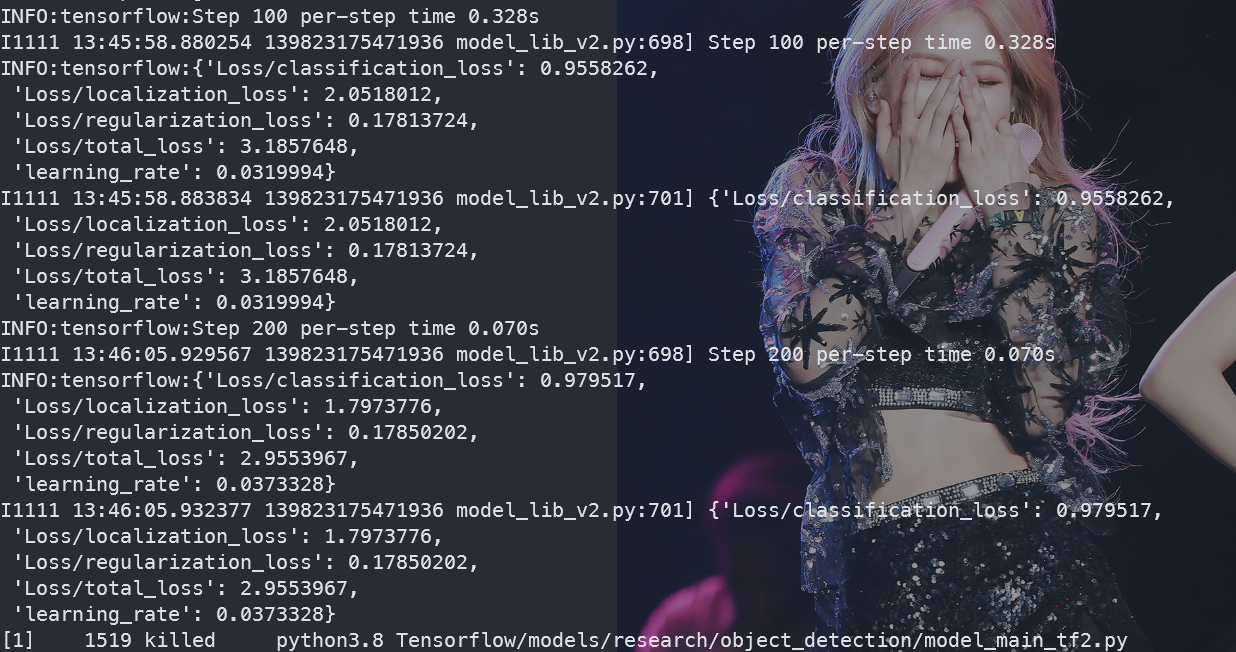 INFO:tensorflow:Step 100 per-step time 0.328s
I1111 13:45:58.880254 139823175471936 model_lib_v2.py:698] Step 100 per-step time 0.328s
INFO:tensorflow:{'Loss/classification_loss': 0.9558262,
 'Loss/localization_loss': 2.0518012,
 'Loss/regularization_loss': 0.17813724,
 'Loss/total_loss': 3.1857648,
 'learning_rate': 0.0319994}
I1111 13:45:58.883834 139823175471936 model_lib_v2.py:701] {'Loss/classification_loss': 0.9558262,
 'Loss/localization_loss': 2.0518012,
 'Loss/regularization_loss': 0.17813724,
 'Loss/total_loss': 3.1857648,
 'learning_rate': 0.0319994}
INFO:tensorflow:Step 200 per-step time 0.070s
I1111 13:46:05.929567 139823175471936 model_lib_v2.py:698] Step 200 per-step time 0.070s
INFO:tensorflow:{'Loss/classification_loss': 0.979517,
 'Loss/localization_loss': 1.7973776,
 'Loss/regularization_loss': 0.17850202,
 'Loss/total_loss': 2.9553967,
 'learning_rate': 0.0373328}
I1111 13:46:05.932377 139823175471936 model_lib_v2.py:701] {'Loss/classification_loss': 0.979517,
 'Loss/localization_loss': 1.7973776,
 'Loss/regularization_loss': 0.17850202,
 'Loss/total_loss': 2.9553967,
 'learning_rate': 0.0373328}
[1]    1519 killed     python3.8 Tensorflow/models/research/object_detection/model_main_tf2.py